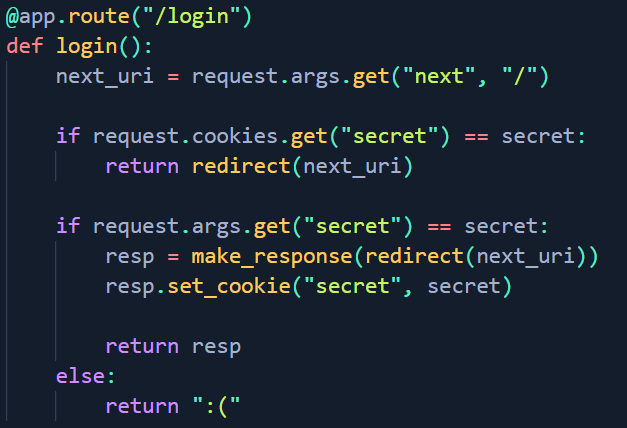 @app.route("/login")
def login():
    next_uri = request.args.get("next", "/")

    if request.cookies.get("secret") == secret:
        return redirect(next_uri)

    if request.args.get("secret") == secret:
        resp = make_response(redirect(next_uri))
        resp.set_cookie("secret", secret)

        return resp
    else:
        return ":("